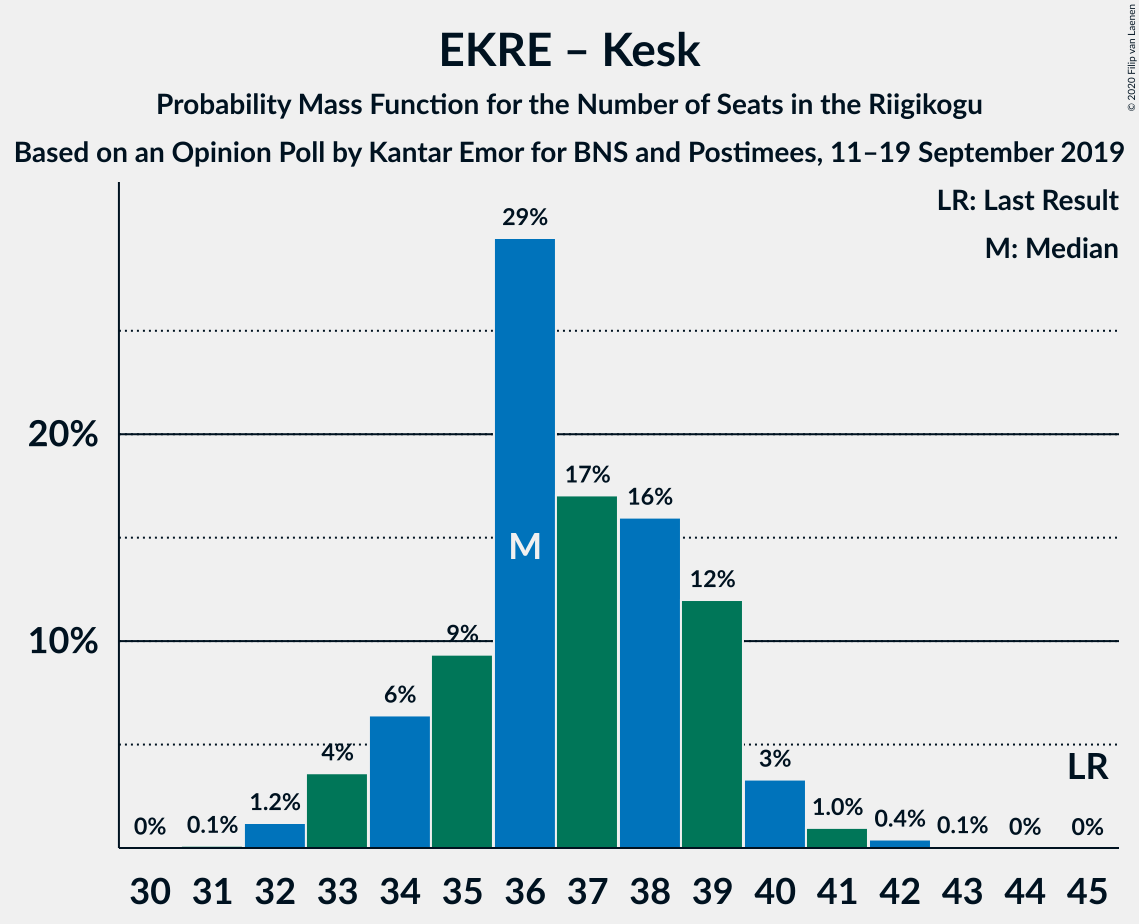 © 2020 Filip van Laenen
EKRE – Kesk
Probability Mass Function for the Number of Seats in the Riigikogu
Based on an Opinion Poll by Kantar Emor for BNS and Postimees, 11–19 September 2019
LR: Last Result
M: Median
29%
20%
17%
16%
M
12%
10%
9%
6%
4%
3%
LR
1.2%
1.0%
0.4%
0% 0.1% 0.1% 0% 0%
30 31 32 33 34 35 36 37 38 39 40 41 42 43 44 45